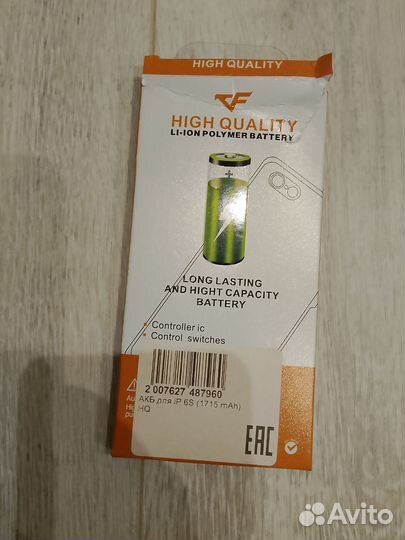 HIGH QUALITY
HIGH QUALITY
LI-ION POLYMER BATTERY
+
LONG LASTING
AND HIGHT CAPACITY
BATTERY
Controller ic
Control switches
2 007627 487960
АКБ для iP 6S (1715 mAh)
HQ
EAC
Avito